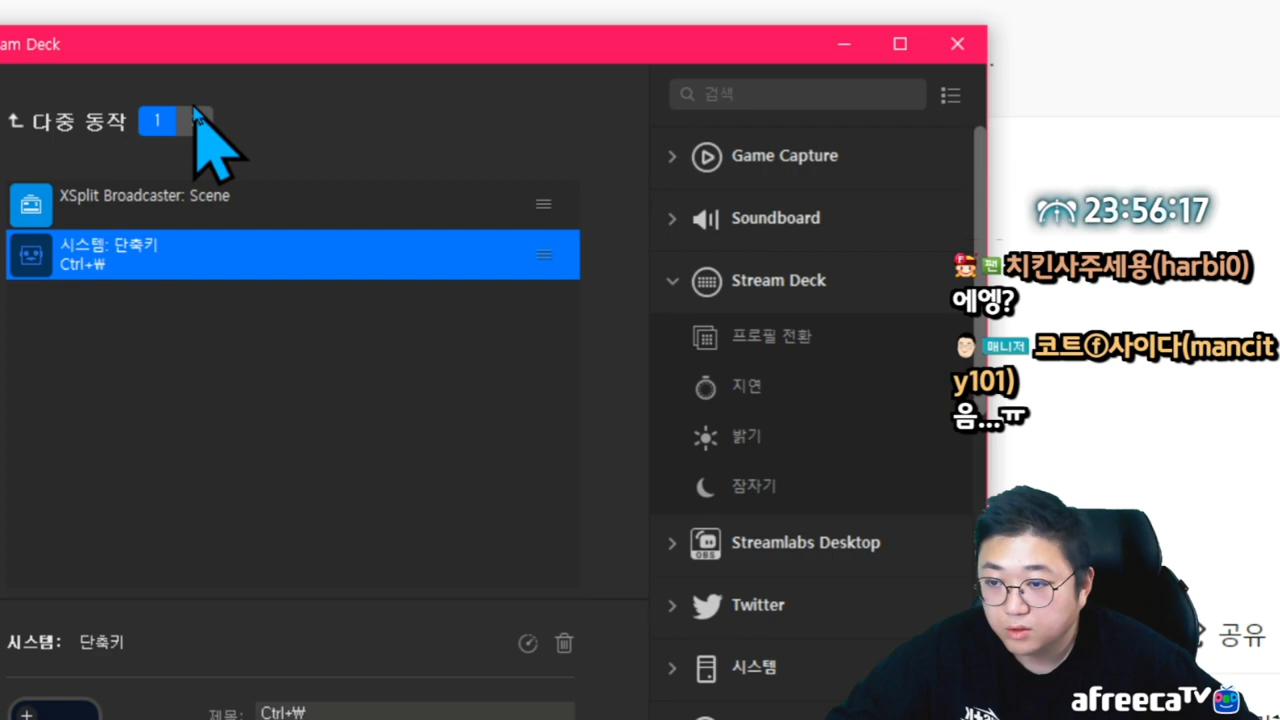 am Deck
다중 동작 1
XSplit Broadcaster: Scene
시스템: 단축키
Ctrl+₩
시스템: 단축키
제목: Ctrl+₩
검색
Game Capture
Soundboard
Stream Deck
프로필 전환
지연
밝기
잠자기
Streamlabs Desktop
OBS
Twitter
시스템
23:56:17
팬 치킨사주세용(harbi0)
에엥?
매니저 코트ⓕ사이다(mancit
y101)
음...ㅠ
공유
afreecaTV